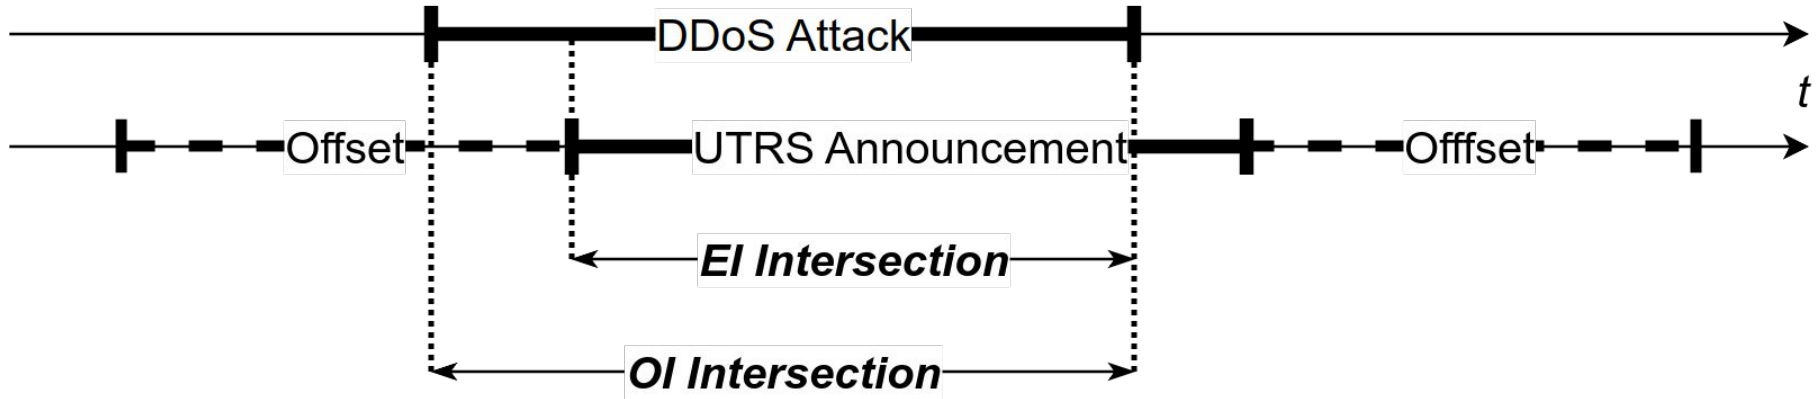 DDoS Attack
t
Offset
UTRS Announcement
Offfset
EI Intersection
OI Intersection